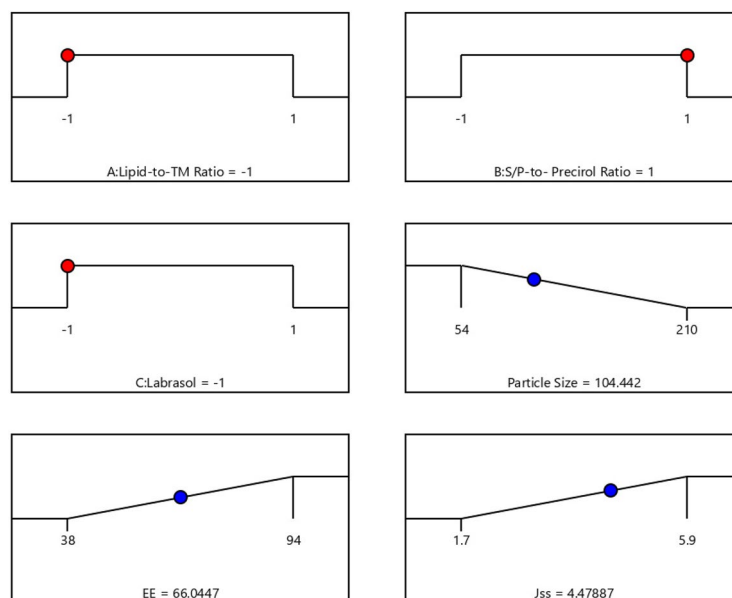 -1 1
A:Lipid-to-TM Ratio = -1
-1 1
B:S/P-to- Precirol Ratio = 1
-1 1
C:Labrasol = -1
54 210
Particle Size = 104.442
38 94
EE = 66.0447
1.7 5.9
Jss = 4.47887